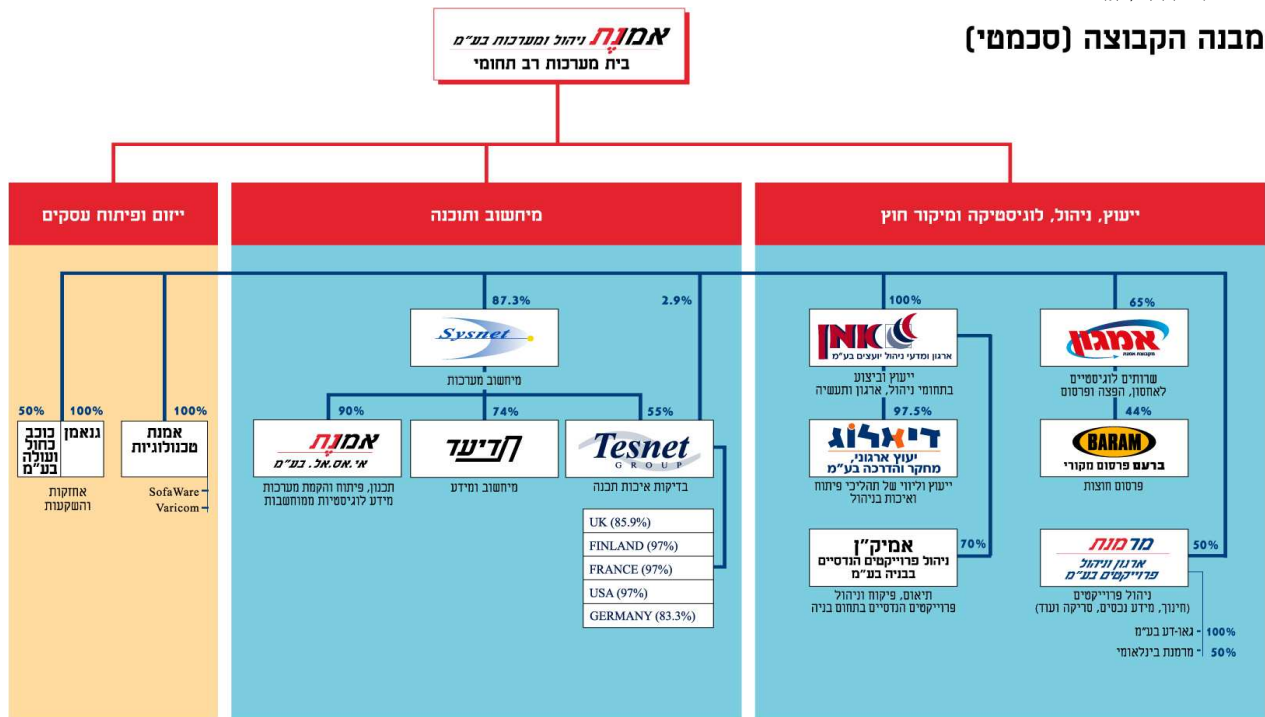 מבנה הקבוצה (סכמטי)
אמנת ניהול ומערכות בע"מ
בית מערכות רב תחומי
ייעוץ, ניהול, לוגיסטיקה ומיקור חוץ
מיחשוב ותוכנה
ייזום ופיתוח עסקים
65%
אמגון
מקבוצת אמנת
שרותים לוגיסטיים
לאחסון, הפצה ופרסום
44%
BARAM
ברעם פרסום מקורי
פרסום חוצות
50%
מרמנת
ארגון וניהול
פרוייקטים בע"מ
ניהול פרוייקטים
(חינוך, מידע נכסים, סריקה ועוד)
100% - גאו-דע בע"מ
50% - מרמנת בינלאומי
100%
אמן
ארגון ומדעי ניהול יועצים בע"מ
ייעוץ וביצוע
בתחומי ניהול, ארגון ותעשיה
97.5%
דיאלוג
יעוץ ארגוני,
מחקר והדרכה בע"מ
ייעוץ וליווי של תהליכי פיתוח
ואיכות בניהול
70%
אמיק"ן
ניהול פרוייקטים הנדסיים
בבניה בע"מ
תיאום, פיקוח וניהול
פרוייקטים הנדסיים בתחום בניה
2.9%
87.3%
Sysnet
מיחשוב מערכות
55%
Tesnet
GROUP
בדיקות איכות תכנה
UK (85.9%)
FINLAND (97%)
FRANCE (97%)
USA (97%)
GERMANY (83.3%)
74%
תדיעד
מיחשוב ומידע
90%
אמנת
אי.אס.אל. בע"מ
תכנון, פיתוח והקמת מערכות
מידע לוגיסטיות ממוחשבות
100%
אמנת
טכנולוגיות
SofaWare
Varicom
100%
גנאמן
50%
כוכב
כחול
ועולה
בע"מ
אחזקות
והשקעות